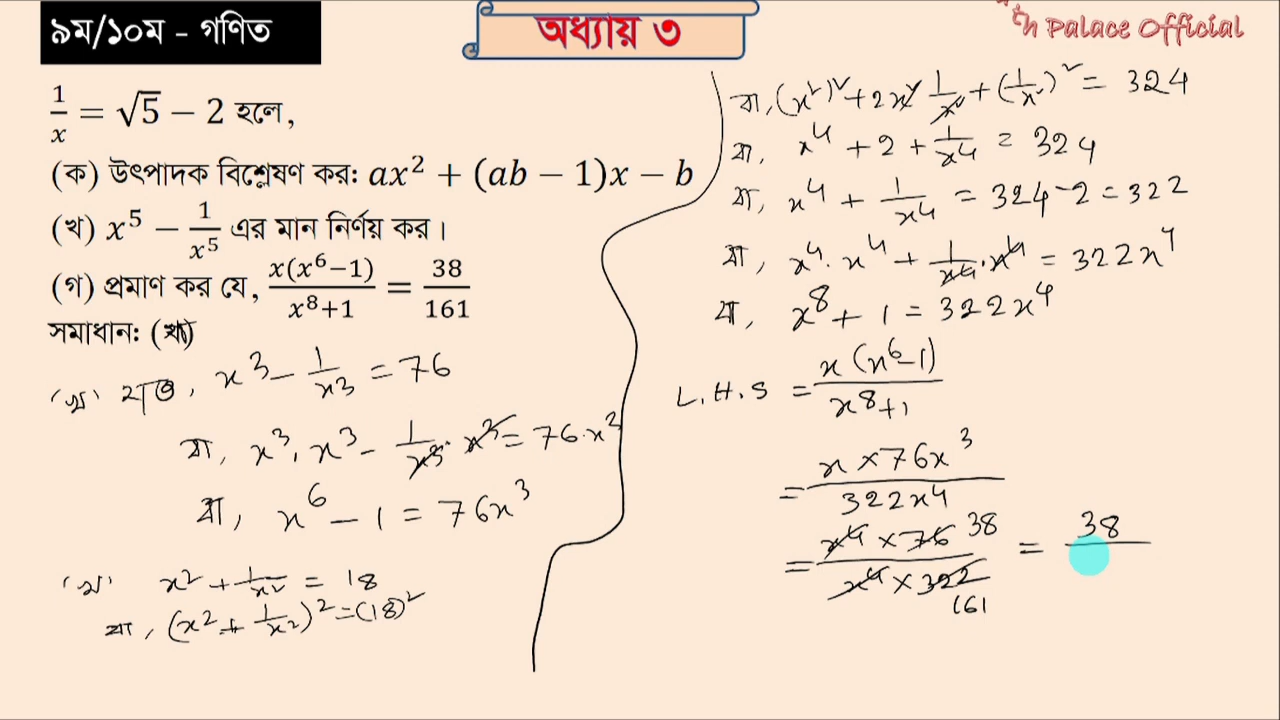 ৯ম/১০ম - গণিত
অধ্যায় ৩
th Palace Official
1/x = √5 − 2 হলে,
(ক) উৎপাদক বিশ্লেষণ কর: ax² + (ab − 1)x − b
(খ) x⁵ − 1/x⁵ এর মান নির্ণয় কর।
(গ) প্রমাণ কর যে, x(x⁶−1)/x⁸+1 = 38/161
সমাধান:
'খ' হতে, x³ − 1/x³ = 76
বা, x³. x³ − 1/x³ . x³ = 76.x³
বা, x⁶ − 1 = 76x³
'খ' x² + 1/x² = 18
বা, (x² + 1/x²)² = (18)²
বা, (x²)² + 2x² 1/x² + (1/x²)² = 324
বা, x⁴ + 2 + 1/x⁴ = 324
বা, x⁴ + 1/x⁴ = 324 − 2 = 322
বা, x⁴. x⁴ + 1/x⁴ . x⁴ = 322x⁴
বা, x⁸ + 1 = 322x⁴
L.H.S = x(x⁶−1)/x⁸+1
= x × 76x³/322x⁴
= x⁴ × 76 38/x⁴ × 322 161 = 38